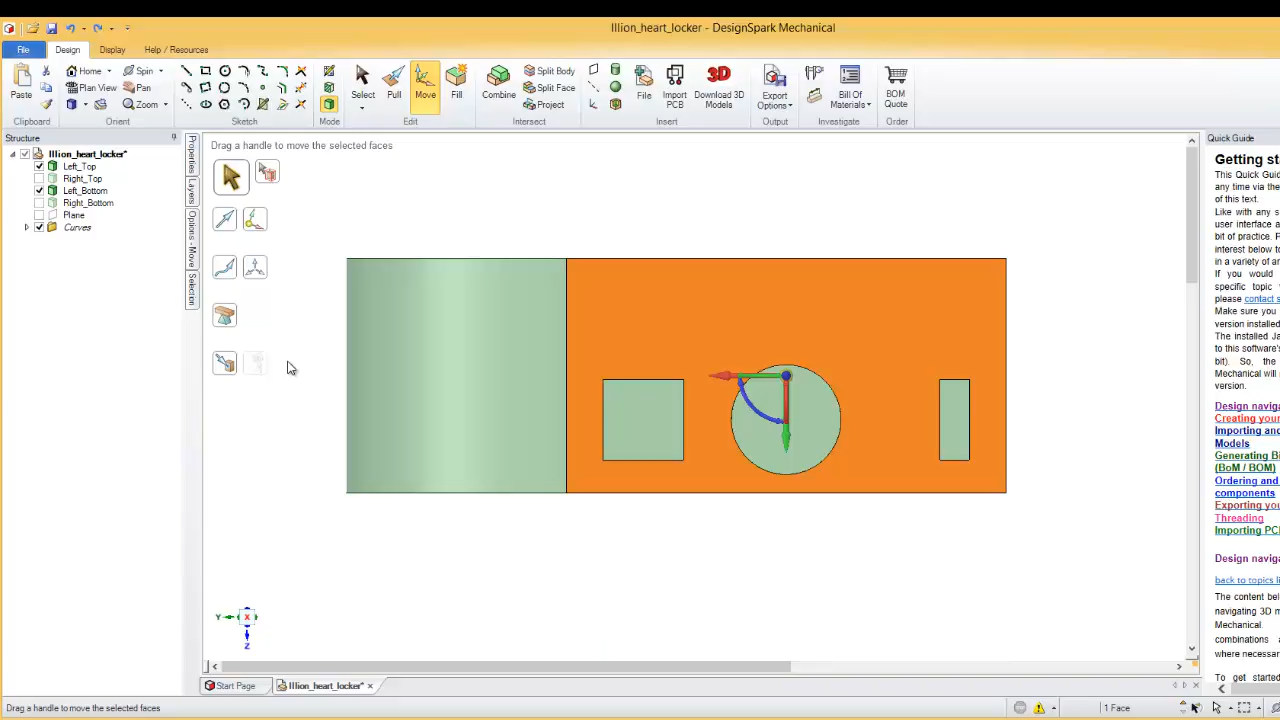 Illion_heart_locker - DesignSpark Mechanical
File Design Display Help / Resources
Paste
Home
Plan View
Spin
Pan
Zoom
Select Pull Move Fill
Combine
Split Body
Split Face
Project
File
Import PCB
Download 3D Models
Export Options
Bill Of Materials
BOM Quote
Clipboard Orient Sketch Mode Edit Intersect Insert Output Investigate Order
Structure
Illion_heart_locker*
Left_Top
Right_Top
Left_Bottom
Right_Bottom
Plane
Curves
Properties
Layers
Options - Move
Selection
Drag a handle to move the selected faces
Y X
Z
Quick Guide
Getting sta
This Quick Guide
any time via the
of this text.
Like with any s
user interface a
bit of practice. F
interest below to
in a variety of a
If you would
specific topic
please contact s
Make sure you
version installed
The installed Ja
to this software's
bit). So, the
Mechanical will
version.
Design naviga
Creating your
Importing and
Models
Generating Bi
(BoM / BOM)
Ordering and
components
Exporting you
Threading
Importing PC
Design naviga
back to topics li
The content bel
navigating 3D m
Mechanical.
combinations a
where necessar
To get started
Start Page Illion_heart_locker*
Drag a handle to move the selected faces
1 Face